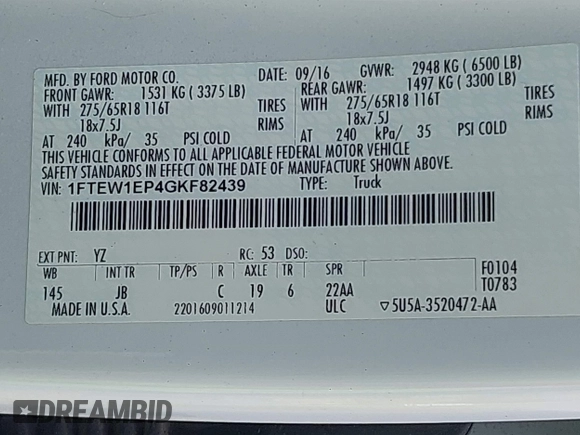 MFD. BY FORD MOTOR CO. DATE: 09/16 GVWR: 2948 KG ( 6500 LB)
FRONT GAWR: 1531 KG ( 3375 LB) REAR GAWR: 1497 KG ( 3300 LB)
WITH 275/65R18 116T TIRES WITH 275/65R18 116T TIRES
18x7.5J RIMS 18x7.5J RIMS
AT 240 kPa/ 35 PSI COLD AT 240 kPa/ 35 PSI COLD
THIS VEHICLE CONFORMS TO ALL APPLICABLE FEDERAL MOTOR VEHICLE
SAFETY STANDARDS IN EFFECT ON THE DATE OF MANUFACTURE SHOWN ABOVE.
VIN: 1FTEW1EP4GKF82439 TYPE: Truck
EXT PNT: YZ RC: 53 DSO:
WB INT TR TP/PS R AXLE TR SPR F0104
145 JB C 19 6 22AA T0783
MADE IN U.S.A. 2201609011214 ULC ▽5U5A-3520472-AA
DREAMBID